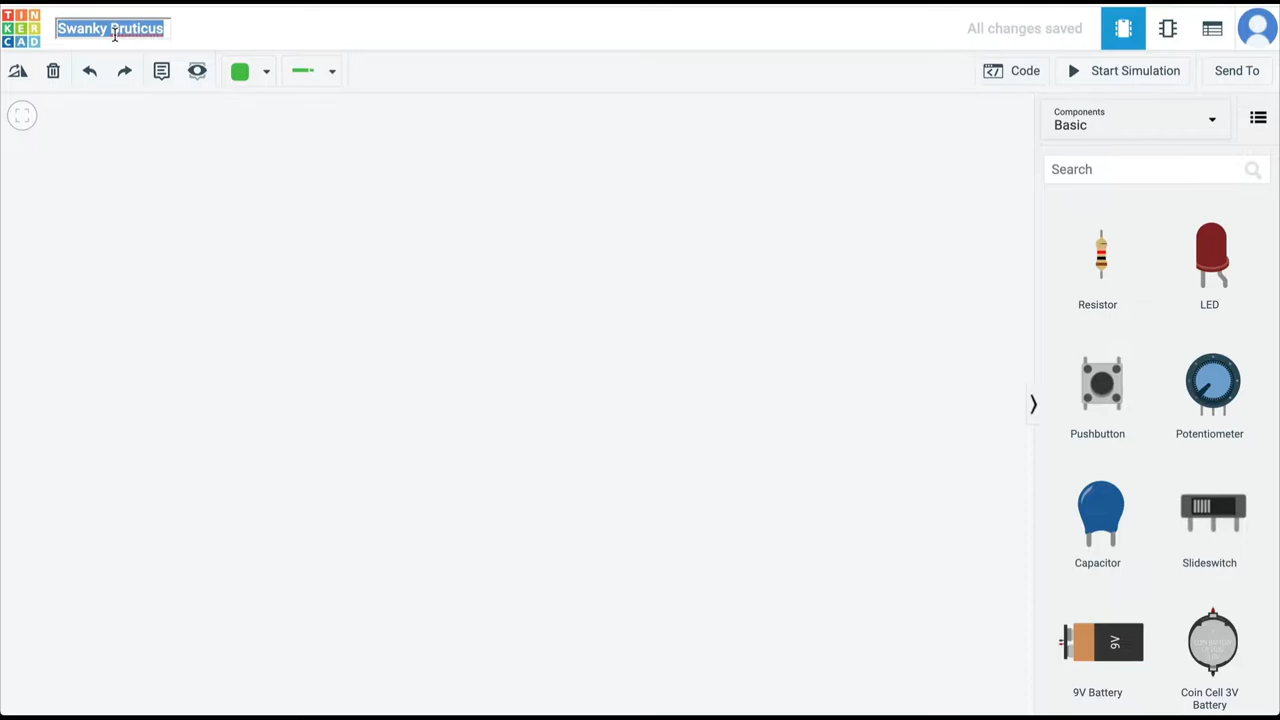 TIN
KER
CAD
Swanky Bruticus
All changes saved
Code
Start Simulation
Send To
Components
Basic
Search
Resistor
LED
Pushbutton
Potentiometer
Capacitor
Slideswitch
9V
9V Battery
Coin Cell 3V
Battery